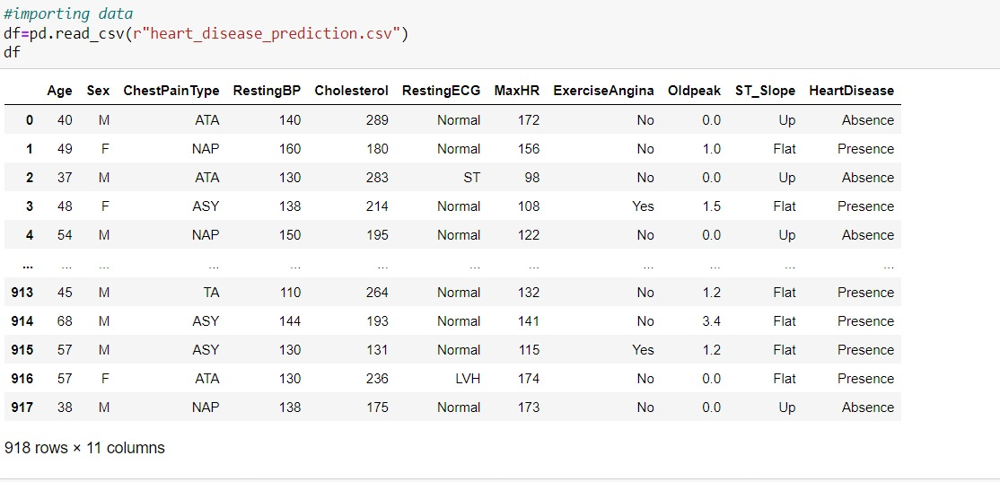 #importing data
df=pd.read_csv(r"heart_disease_prediction.csv")
df
Age Sex ChestPainType RestingBP Cholesterol RestingECG MaxHR ExerciseAngina Oldpeak ST_Slope HeartDisease
0 40 M ATA 140 289 Normal 172 No 0.0 Up Absence
1 49 F NAP 160 180 Normal 156 No 1.0 Flat Presence
2 37 M ATA 130 283 ST 98 No 0.0 Up Absence
3 48 F ASY 138 214 Normal 108 Yes 1.5 Flat Presence
4 54 M NAP 150 195 Normal 122 No 0.0 Up Absence
... ... ... ... ... ... ... ... ... ... ... ...
913 45 M TA 110 264 Normal 132 No 1.2 Flat Presence
914 68 M ASY 144 193 Normal 141 No 3.4 Flat Presence
915 57 M ASY 130 131 Normal 115 Yes 1.2 Flat Presence
916 57 F ATA 130 236 LVH 174 No 0.0 Flat Presence
917 38 M NAP 138 175 Normal 173 No 0.0 Up Absence
918 rows × 11 columns